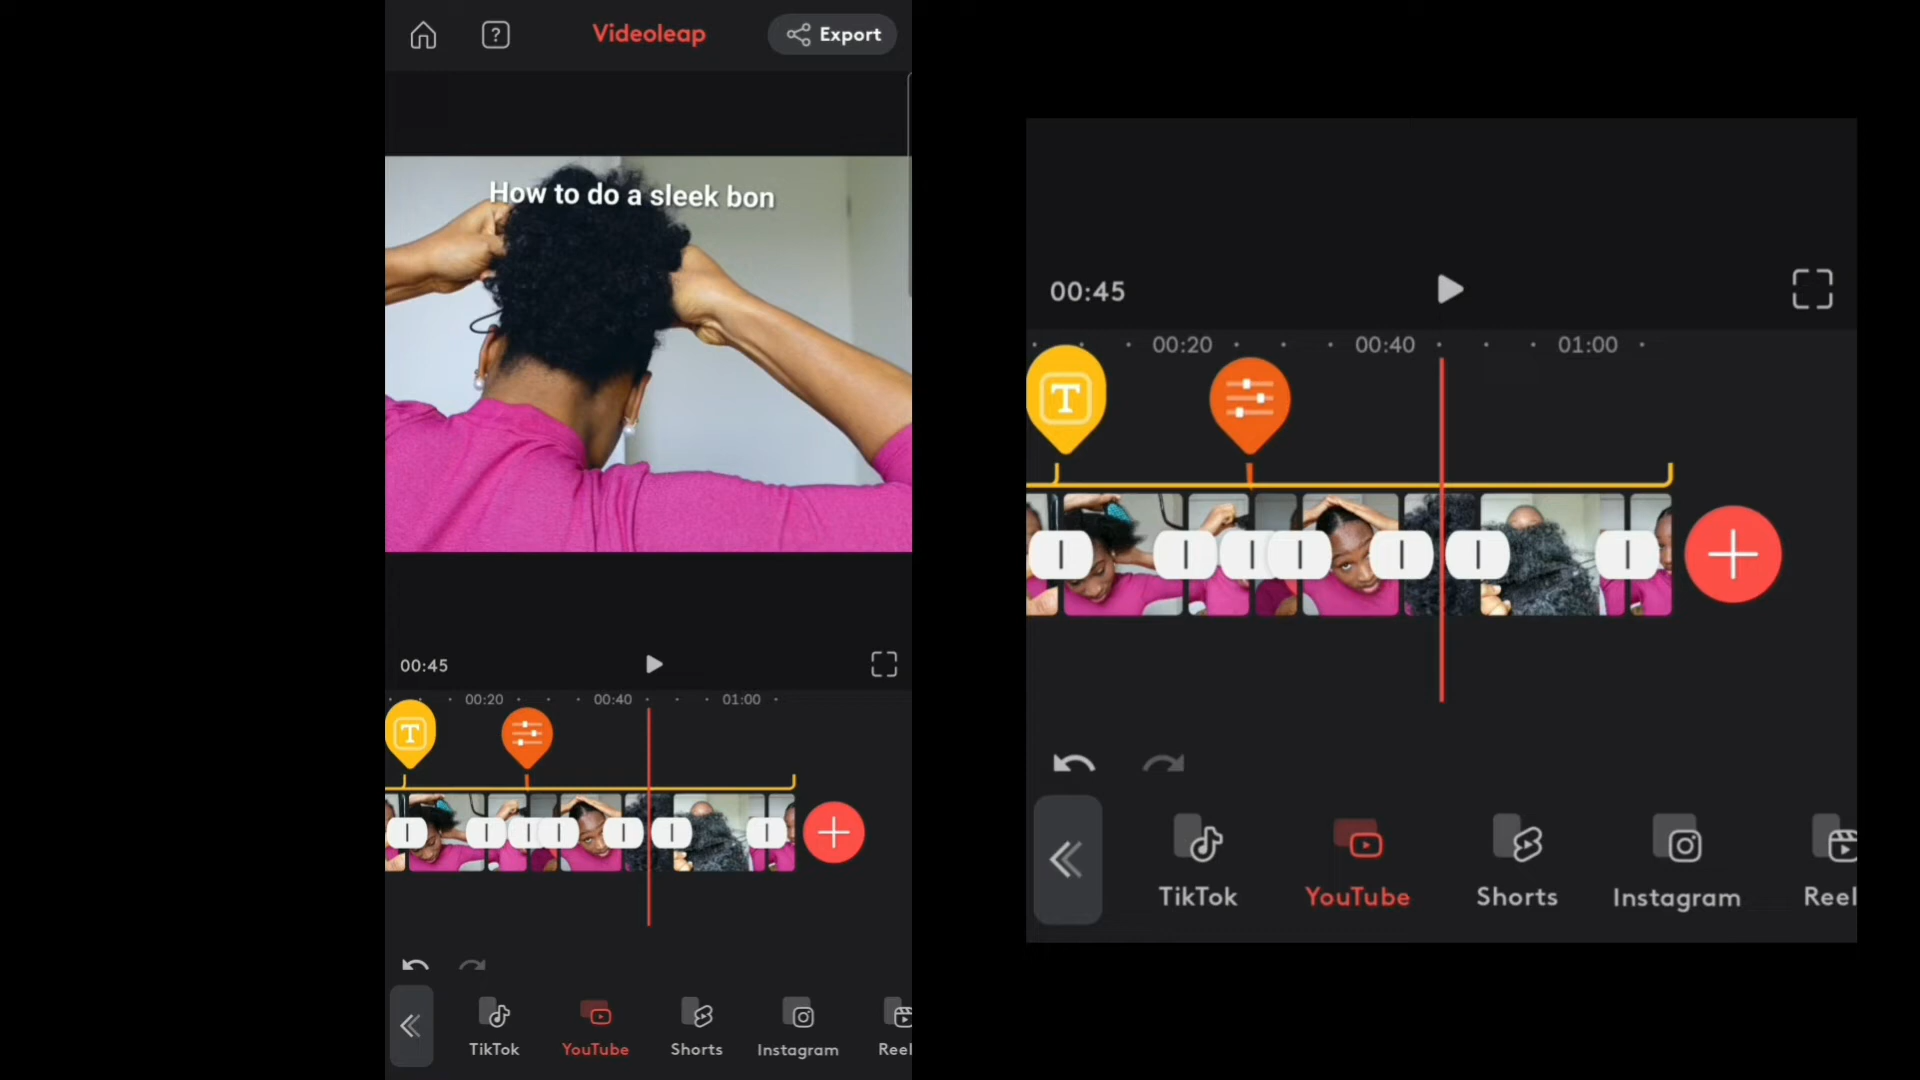 Videoleap
Export
How to do a sleek bon
00:45
00:20 00:40 01:00
T
TikTok YouTube Shorts Instagram Reel
00:45
00:20 00:40 01:00
T
TikTok YouTube Shorts Instagram Reel